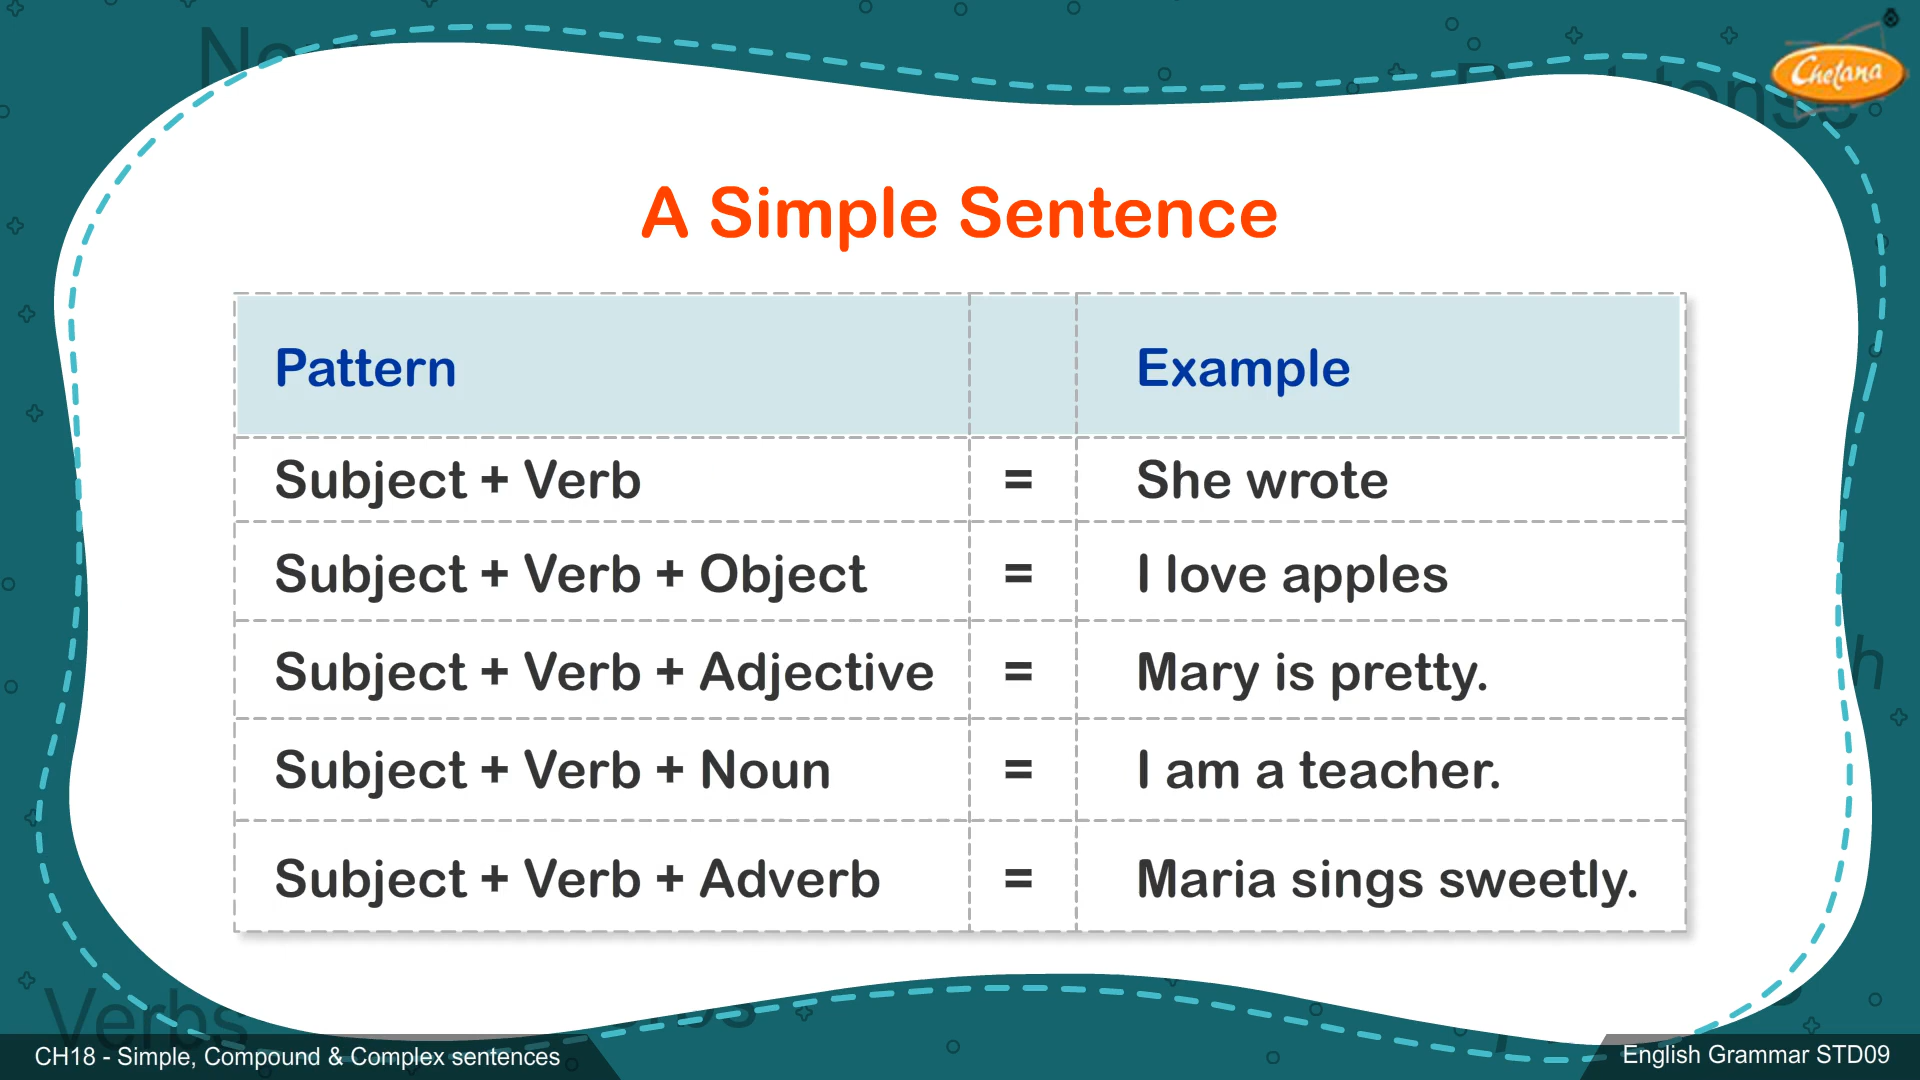 Chetana
A Simple Sentence
Pattern Example
Subject + Verb = She wrote
Subject + Verb + Object = I love apples
Subject + Verb + Adjective = Mary is pretty.
Subject + Verb + Noun = I am a teacher.
Subject + Verb + Adverb = Maria sings sweetly.
Verbs
CH18 - Simple, Compound & Complex sentences
English Grammar STD09